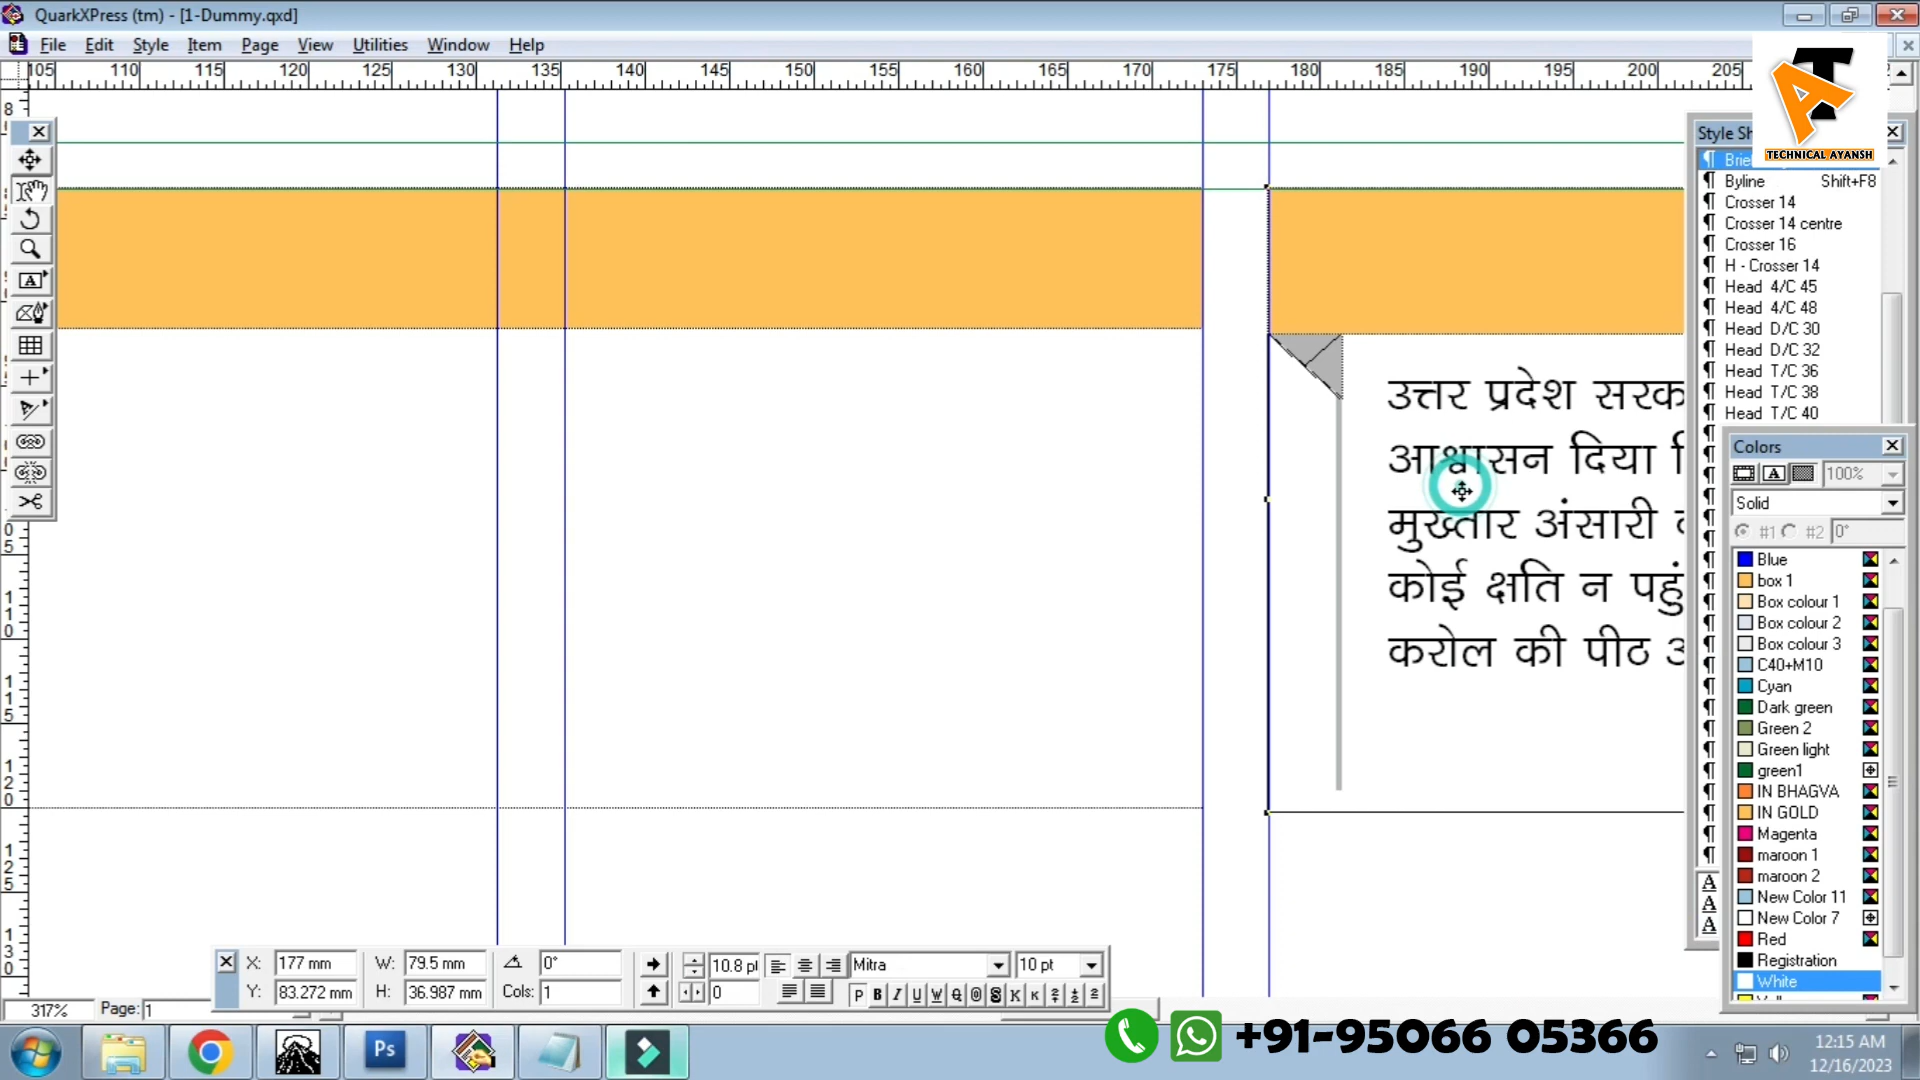 QuarkXPress (tm) - [1-Dummy.qxd]
File Edit Style Item Page View Utilities Window Help
105 110 115 120 125 130 135 140 145 150 155 160 165 170 175 180 185 190 195 200 205
TECHNICAL AYANSH
Style Sh
Byline Shift+F8
Crosser 14
Crosser 14 centre
Crosser 16
H - Crosser 14
Head 4/C 45
Head 4/C 48
Head D/C 30
Head D/C 32
Head T/C 36
Head T/C 38
Head T/C 40
उत्तर प्रदेश
आश्वासन दिया
मुख्तार अंसारी
कोई क्षति न
करोल की पीठ
Colors
100%
Solid
#1 #2 0°
Blue
box 1
Box colour 1
Box colour 2
Box colour 3
C40+M10
Cyan
Dark green
Green 2
Green light
green1
IN BHAGVA
IN GOLD
Magenta
maroon 1
maroon 2
New Color 11
New Color 7
Red
Registration
White
X: 177 mm W: 79.5 mm 0° 10.8 pt Mitra 10 pt
Y: 83.272 mm H: 36.987 mm Cols: 1 0
317% Page: 1
+91-95066 05366
Ps
12:15 AM
12/16/2023